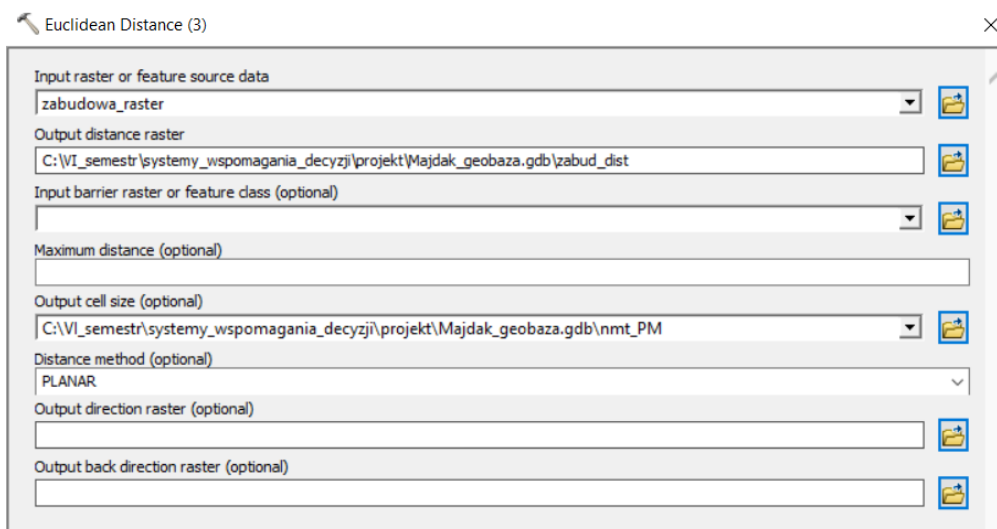 Euclidean Distance (3)
Input raster or feature source data
zabudowa_raster
Output distance raster
C:\VI_semestr\systemy_wspomagania_decyzji\projekt\Majdak_geobaza.gdb\zabud_dist
Input barrier raster or feature class (optional)
Maximum distance (optional)
Output cell size (optional)
C:\VI_semestr\systemy_wspomagania_decyzji\projekt\Majdak_geobaza.gdb\nmt_PM
Distance method (optional)
PLANAR
Output direction raster (optional)
Output back direction raster (optional)